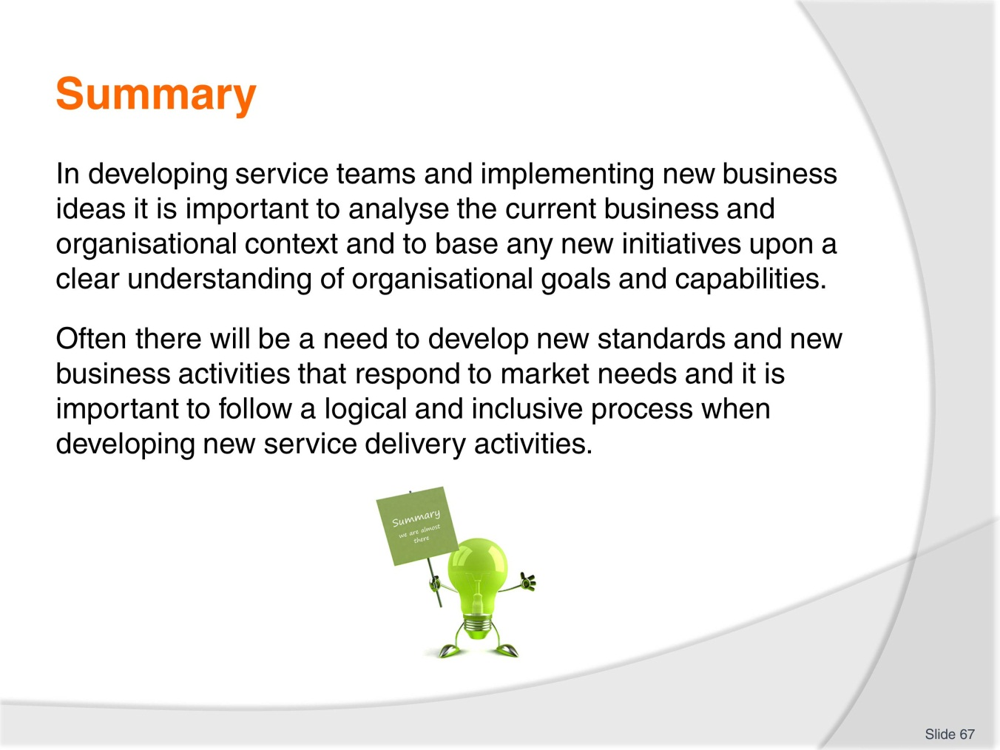 Summary
In developing service teams and implementing new business
ideas it is important to analyse the current business and
organisational context and to base any new initiatives upon a
clear understanding of organisational goals and capabilities.
Often there will be a need to develop new standards and new
business activities that respond to market needs and it is
important to follow a logical and inclusive process when
developing new service delivery activities.
Summary
we are almost
there
Slide 67